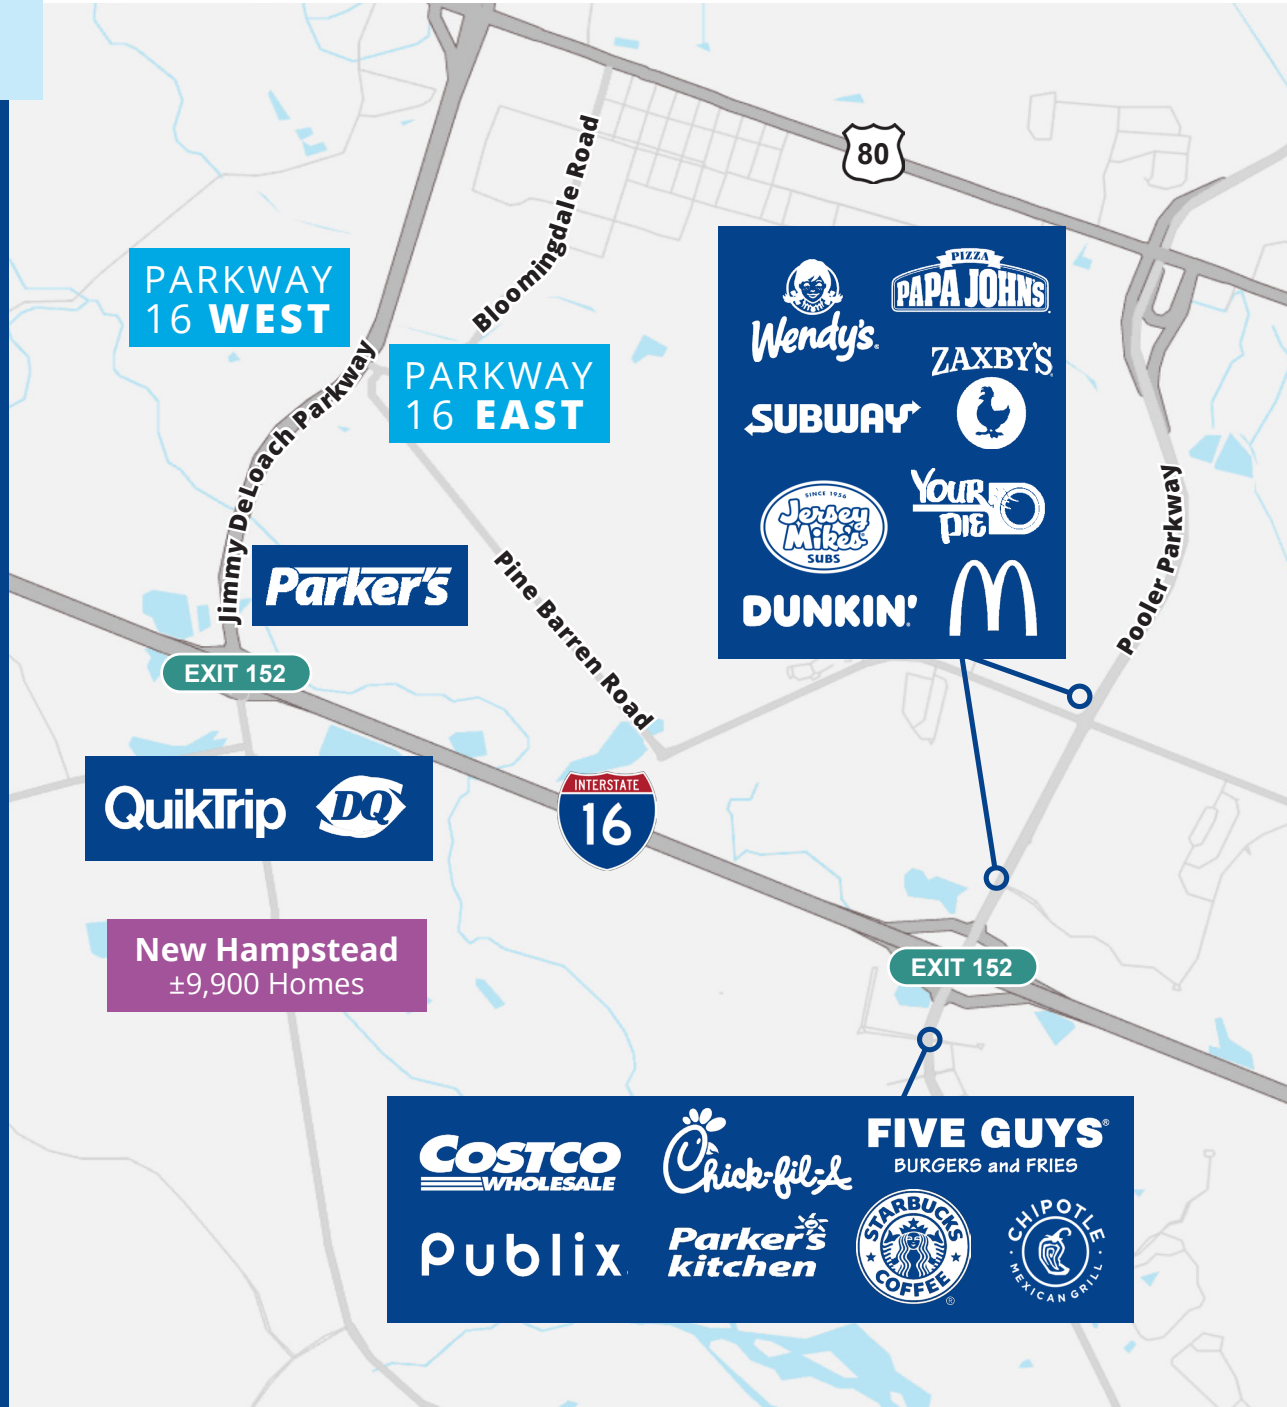 Bloomingdale Road
80
PARKWAY
16 WEST
PARKWAY
16 EAST
Jimmy DeLoach Parkway
Wendy's
PIZZA
PAPA JOHNS
ZAXBY'S
SUBWAY
SINCE 1956
Jersey
Mike's
SUBS
YOUR
PIE
DUNKIN'
Pooler Parkway
Parker's
Pine Barren Road
EXIT 152
QuikTrip
DQ
INTERSTATE
16
New Hampstead
±9,900 Homes
EXIT 152
COSTCO
WHOLESALE
Chick-fil-A
FIVE GUYS®
BURGERS and FRIES
Publix
Parker's
kitchen
STARBUCKS
COFFEE
®
CHIPOTLE
MEXICAN GRILL